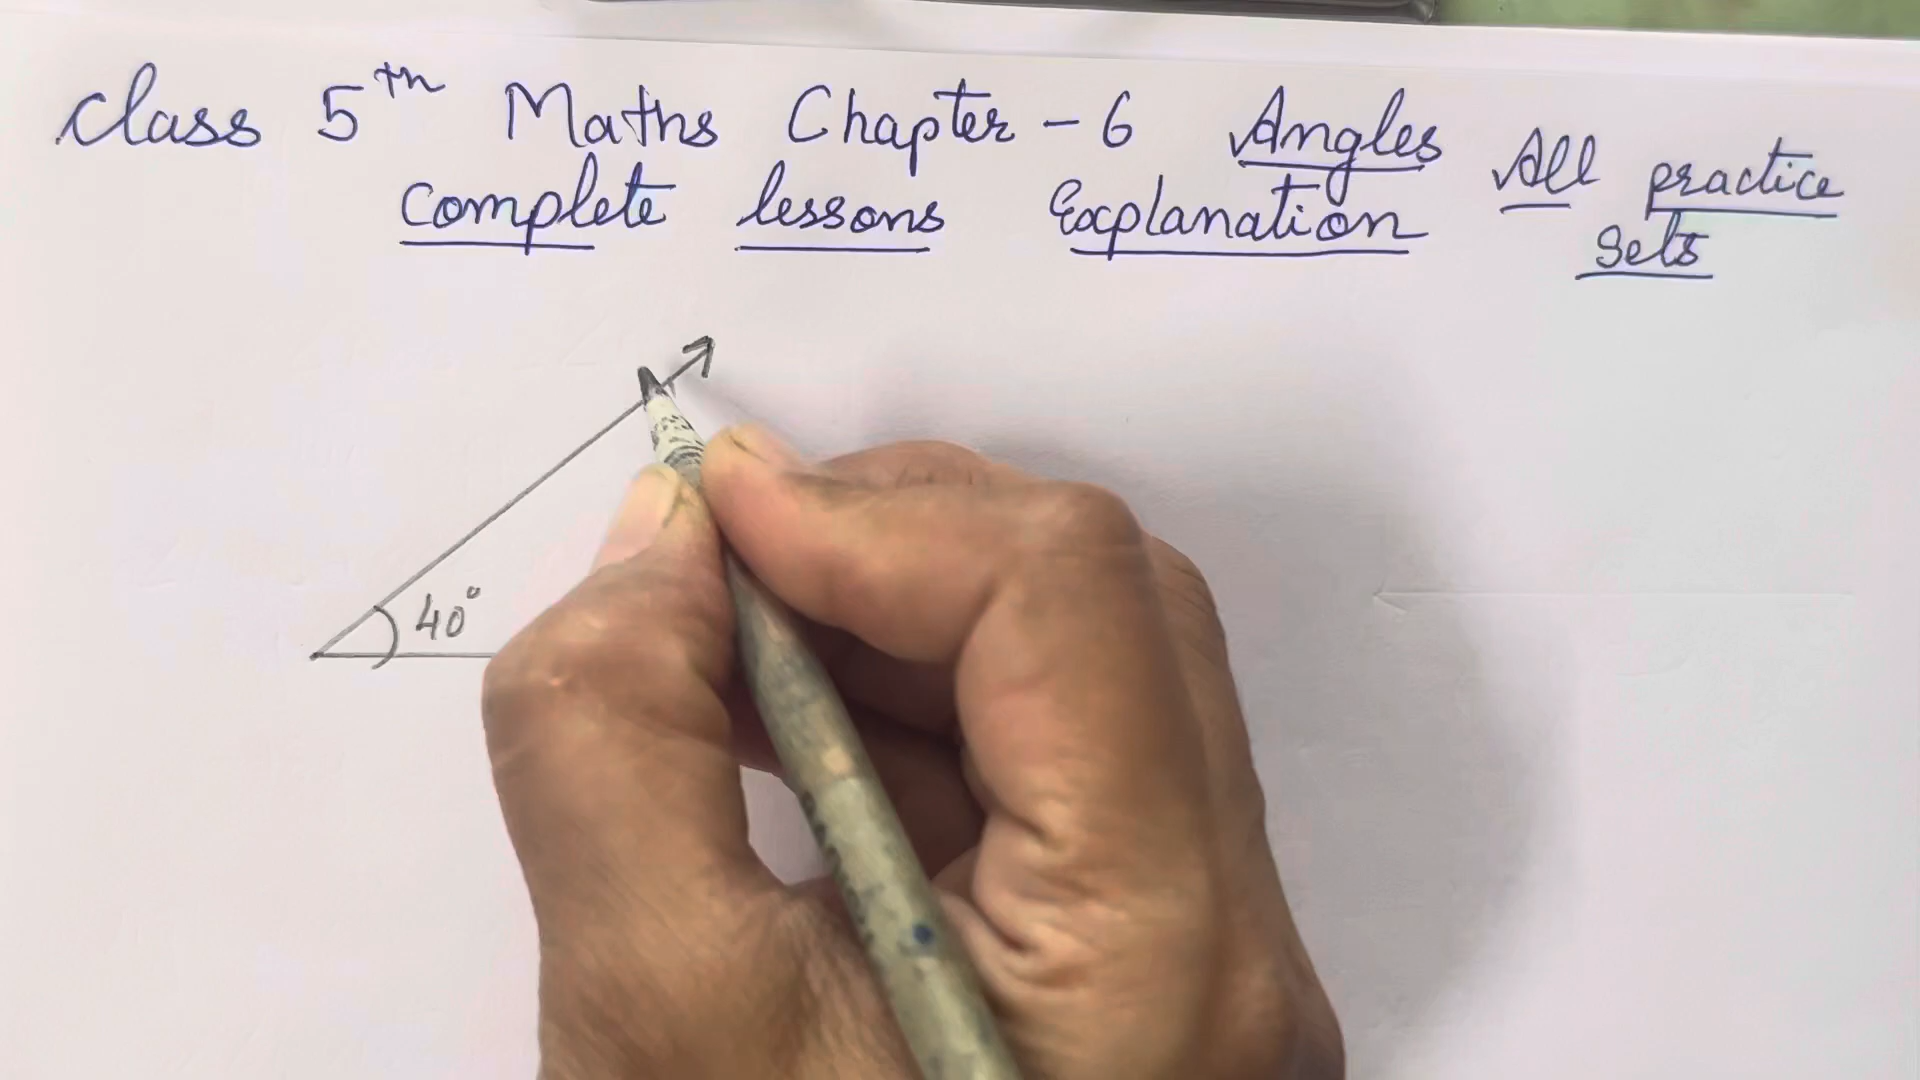 Class 5th Maths Chapter - 6 Angles All practice
Complete lessons Explanation Sets
40°